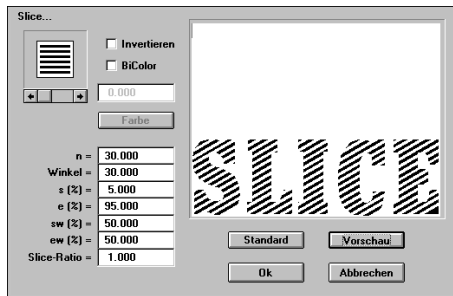 Slice...
Invertieren
BiColor
0.000
Farbe
n = 30.000
Winkel = 30.000
s (%) = 5.000
e (%) = 95.000
sw (%) = 50.000
ew (%) = 50.000
Slice-Ratio = 1.000
SLICE
Standard Vorschau
Ok Abbrechen